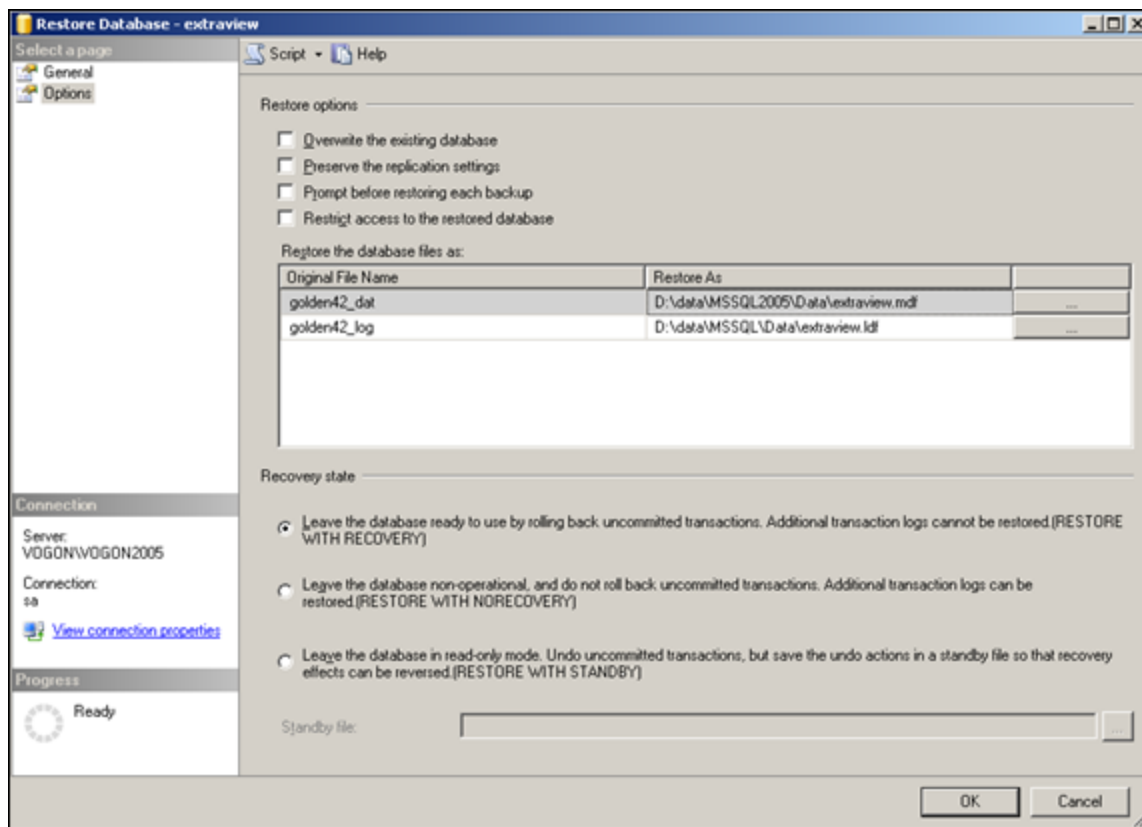 Restore Database - extraview
Select a page
General
Options
Script
Help
Restore options
Overwrite the existing database
Preserve the replication settings
Prompt before restoring each backup
Restrict access to the restored database
Restore the database files as:
Original File Name
Restore As
golden42_dat
D:\data\MSSQL2005\Data\extraview.mdf
...
golden42_log
D:\data\MSSQL\Data\extraview.ldf
...
Recovery state
Leave the database ready to use by rolling back uncommitted transactions. Additional transaction logs cannot be restored.(RESTORE
WITH RECOVERY)
Leave the database non-operational, and do not roll back uncommitted transactions. Additional transaction logs can be
restored.(RESTORE WITH NORECOVERY)
Leave the database in read-only mode. Undo uncommitted transactions, but save the undo actions in a standby file so that recovery
effects can be reversed.(RESTORE WITH STANDBY)
Standby file:
...
Connection
Server:
VOGON\VOGON2005
Connection:
sa
View connection properties
Progress
Ready
OK
Cancel